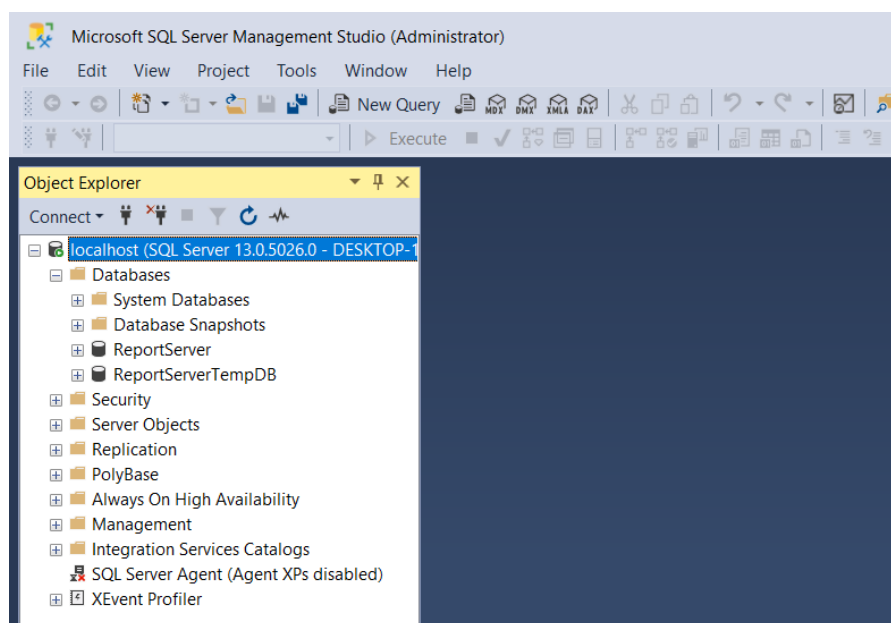 Microsoft SQL Server Management Studio (Administrator)
File Edit View Project Tools Window Help
New Query MDX DMX XMLA DAX
Execute
Object Explorer
Connect
localhost (SQL Server 13.0.5026.0 - DESKTOP-1
Databases
System Databases
Database Snapshots
ReportServer
ReportServerTempDB
Security
Server Objects
Replication
PolyBase
Always On High Availability
Management
Integration Services Catalogs
SQL Server Agent (Agent XPs disabled)
XEvent Profiler